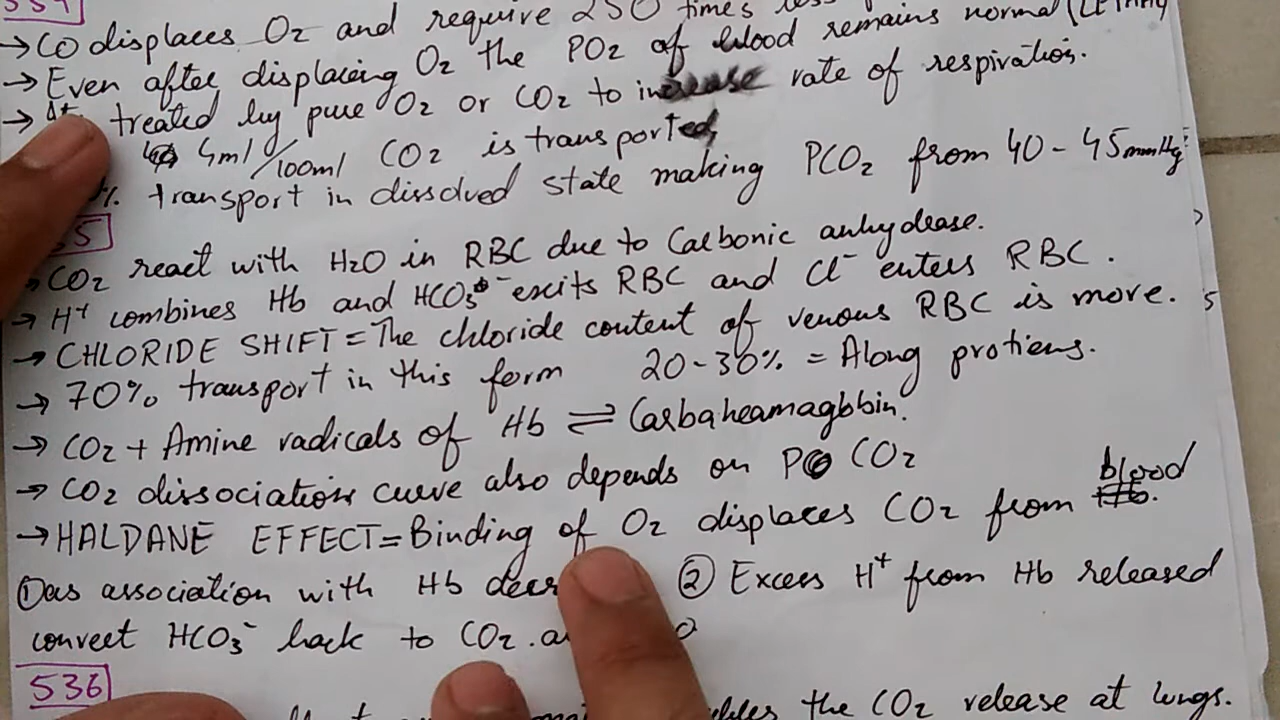 534
→ CO displaces O2 and require 250 times
→ Even after displaceing O2 the PO2 of blood remains normal
→ treated by pure O2 or CO2 to increase rate of respiration.
4ml/100ml CO2 is transported
% transport in dissolved state making PCO2 from 40-45mmHg
5
→ CO2 react with H2O in RBC due to Carbonic anhydrase.
→ H+ combines Hb and HCO3- exits RBC and Cl- enters RBC.
→ CHLORIDE SHIFT = The chloride content of venous RBC is more.
→ 70% transport in this form 20-30% = Along protiens.
→ CO2 + Amine radicals of Hb ⇌ Carbaheamagbbin.
→ CO2 dissociation curve also depends on P CO2
→ HALDANE EFFECT = Binding of O2 displaces CO2 from blood
① as association with Hb ② Excess H+ from Hb released
convert HCO3- back to CO2.
536
the CO2 release at lungs.